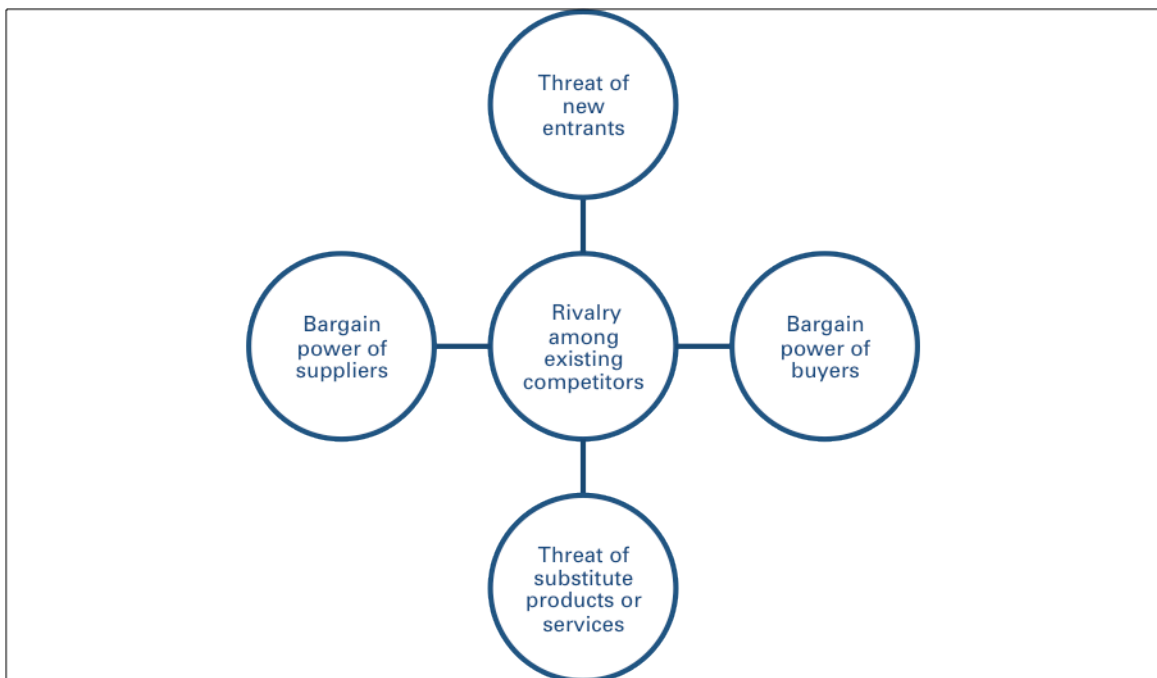 Threat of
new
entrants
Bargain
power of
suppliers
Rivalry
among
existing
competitors
Bargain
power of
buyers
Threat of
substitute
products or
services